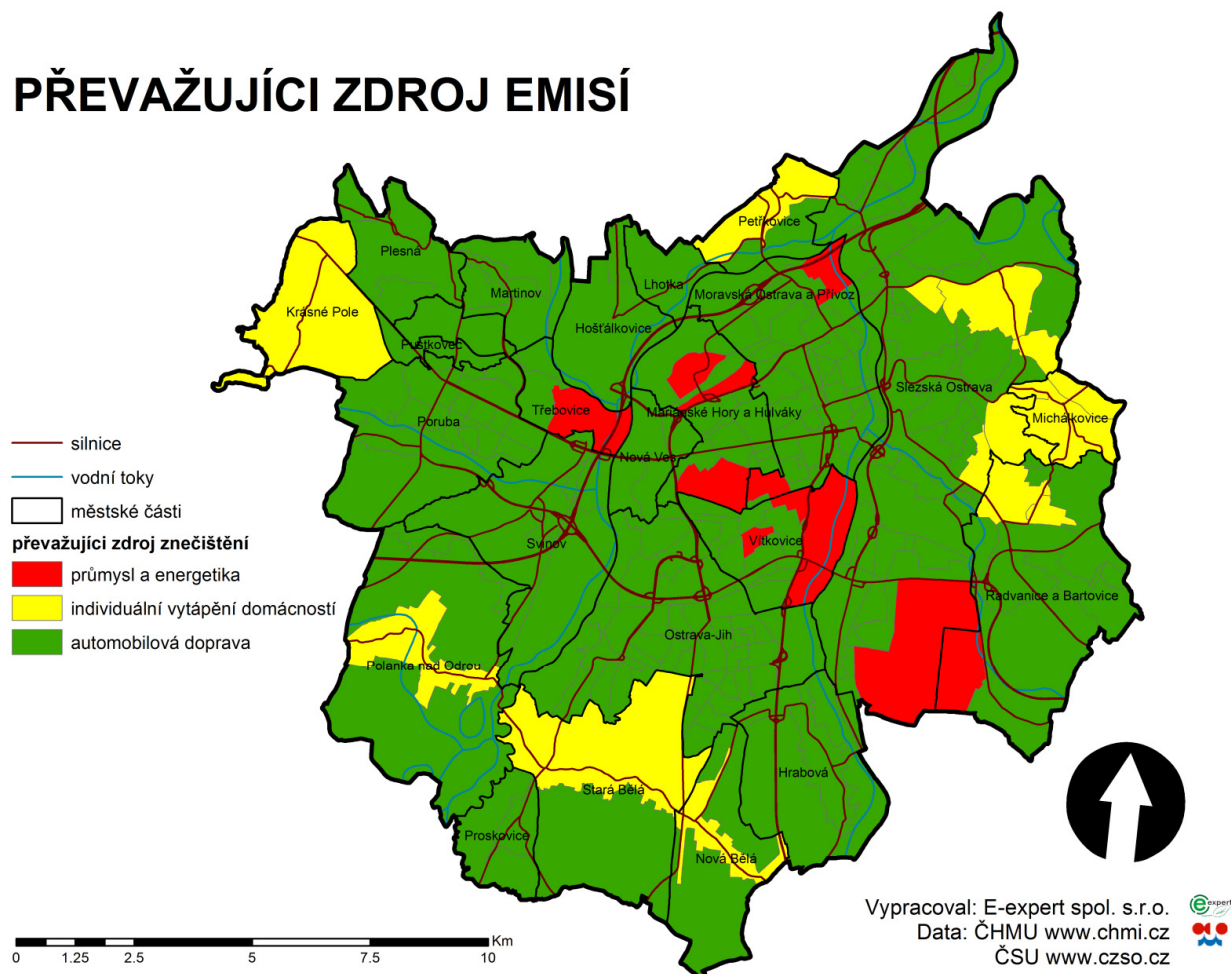 PŘEVAŽUJÍCI ZDROJ EMISÍ
Petřkovice
Plesná
Lhotka
Martinov
Moravská Ostrava a Přívoz
Krásné Pole
Hošťálkovice
Pustkovec
Slezská Ostrava
Třebovice
Mariánské Hory a Hulváky
Michálkovice
Poruba
Nová Ves
Svinov
Vítkovice
Radvanice a Bartovice
Ostrava-Jih
Polanka nad Odrou
Hrabová
Stará Bělá
Proskovice
Nová Bělá
silnice
vodní toky
městské části
převažujíci zdroj znečištění
průmysl a energetika
individuální vytápění domácností
automobilová doprava
Km
0 1.25 2.5 5 7.5 10
Vypracoval: E-expert spol. s.r.o.
e expert
Data: ČHMU www.chmi.cz
ČSU www.czso.cz